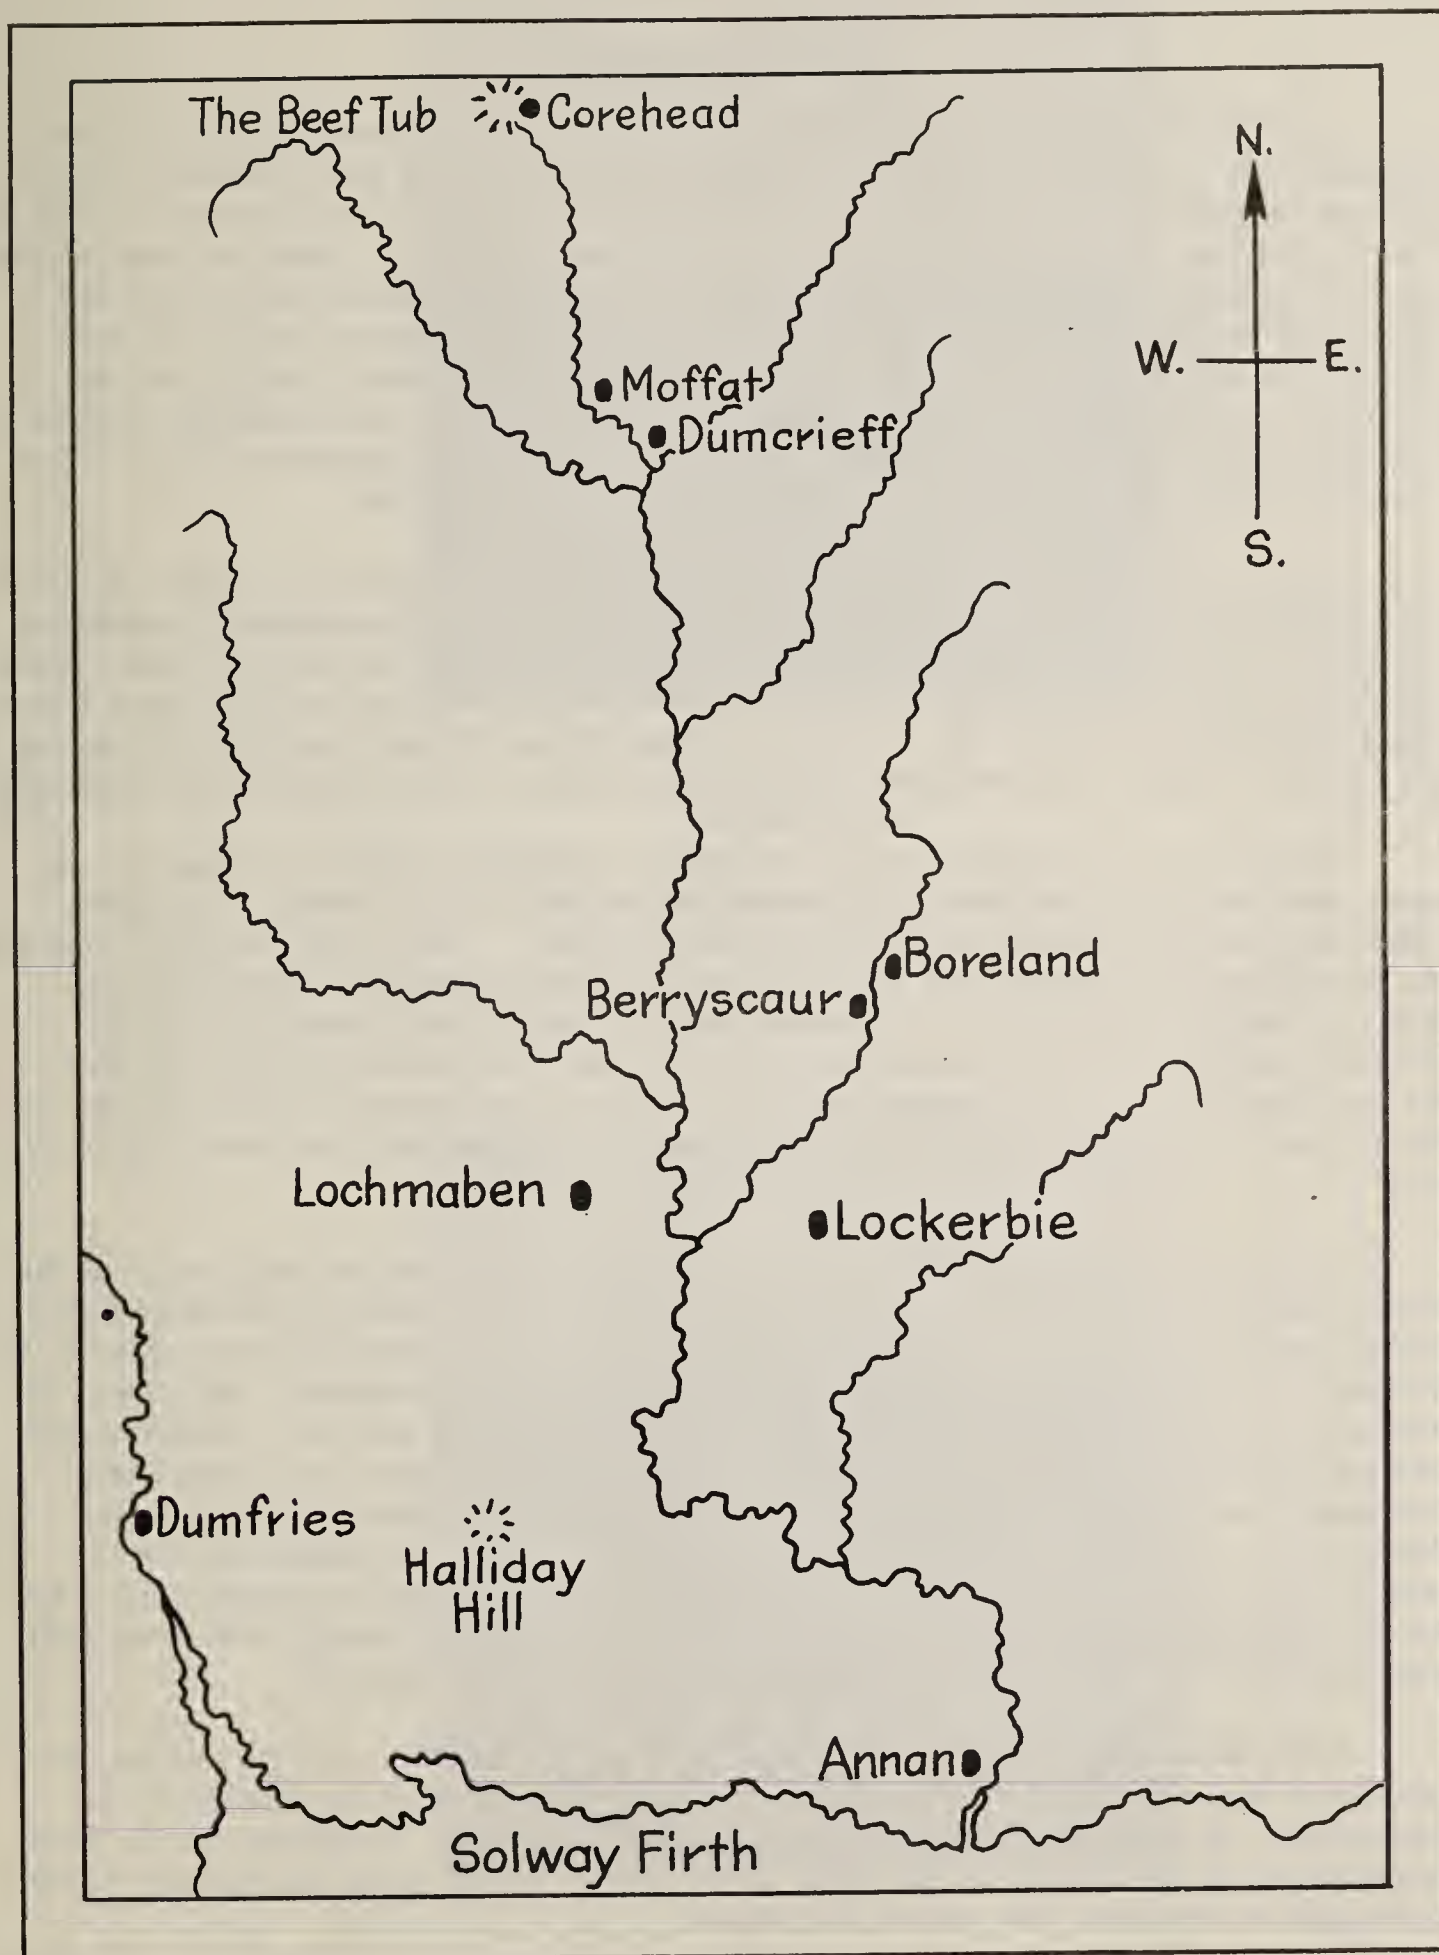 The Beef Tub
Corehead
N.
W.
E.
S.
Moffat
Dumcrieff
Boreland
Berryscaur
Lochmaben
Lockerbie
Dumfries
Halliday
Hill
Annan
Solway Firth